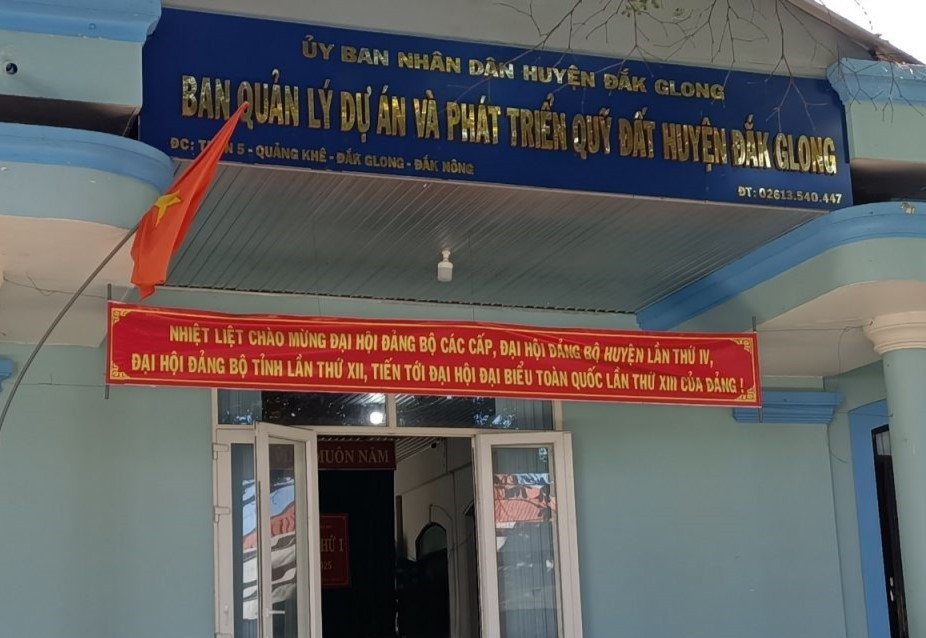 ỦY BAN NHÂN DÂN HUYỆN ĐẮK GLONG
BAN QUẢN LÝ DỰ ÁN VÀ PHÁT TRIỂN QUỸ ĐẤT HUYỆN ĐẮK GLONG
ĐC: 5 - QUẢNG KHÊ - ĐẮK GLONG - ĐẮK NÔNG
ĐT: 02613.540.447
NHIỆT LIỆT CHÀO MỪNG ĐẠI HỘI ĐẢNG BỘ CÁC CẤP, ĐẠI HỘI ĐẢNG BỘ HUYỆN LẦN THỨ IV,
ĐẠI HỘI ĐẢNG BỘ TỈNH LẦN THỨ XII, TIẾN TỚI ĐẠI HỘI ĐẠI BIỂU TOÀN QUỐC LẦN THỨ XIII CỦA ĐẢNG !
MUÔN NĂM